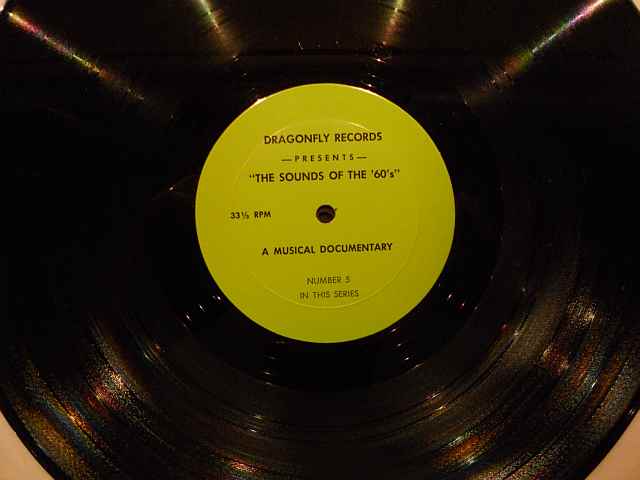 DRAGONFLY RECORDS
—PRESENTS—
"THE SOUNDS OF THE '60's"
33⅓ RPM
A MUSICAL DOCUMENTARY
NUMBER 5
IN THIS SERIES